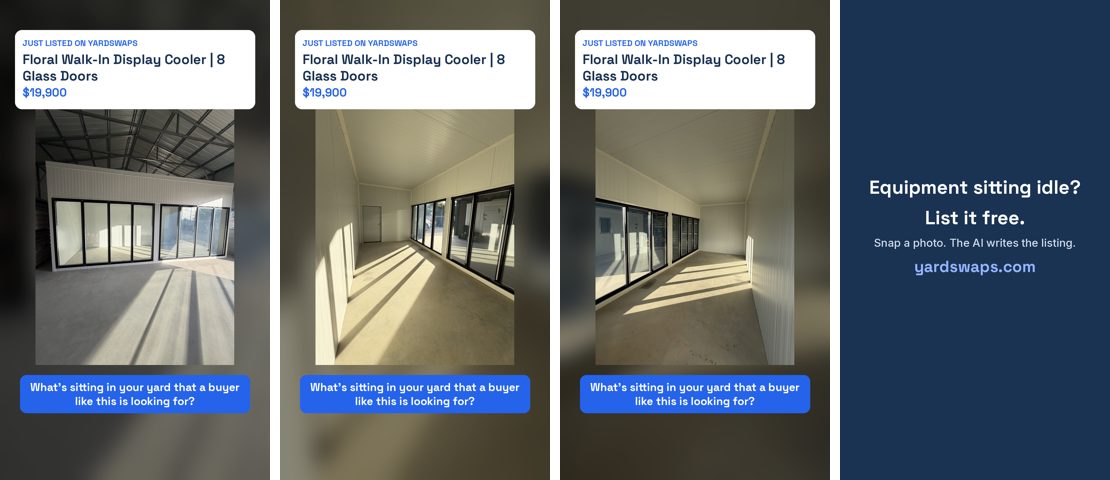 JUST LISTED ON YARDSWAPS
Floral Walk-In Display Cooler | 8
Glass Doors
$19,900
What's sitting in your yard that a buyer
like this is looking for?
JUST LISTED ON YARDSWAPS
Floral Walk-In Display Cooler | 8
Glass Doors
$19,900
What's sitting in your yard that a buyer
like this is looking for?
JUST LISTED ON YARDSWAPS
Floral Walk-In Display Cooler | 8
Glass Doors
$19,900
What's sitting in your yard that a buyer
like this is looking for?
Equipment sitting idle?
List it free.
Snap a photo. The AI writes the listing.
yardswaps.com